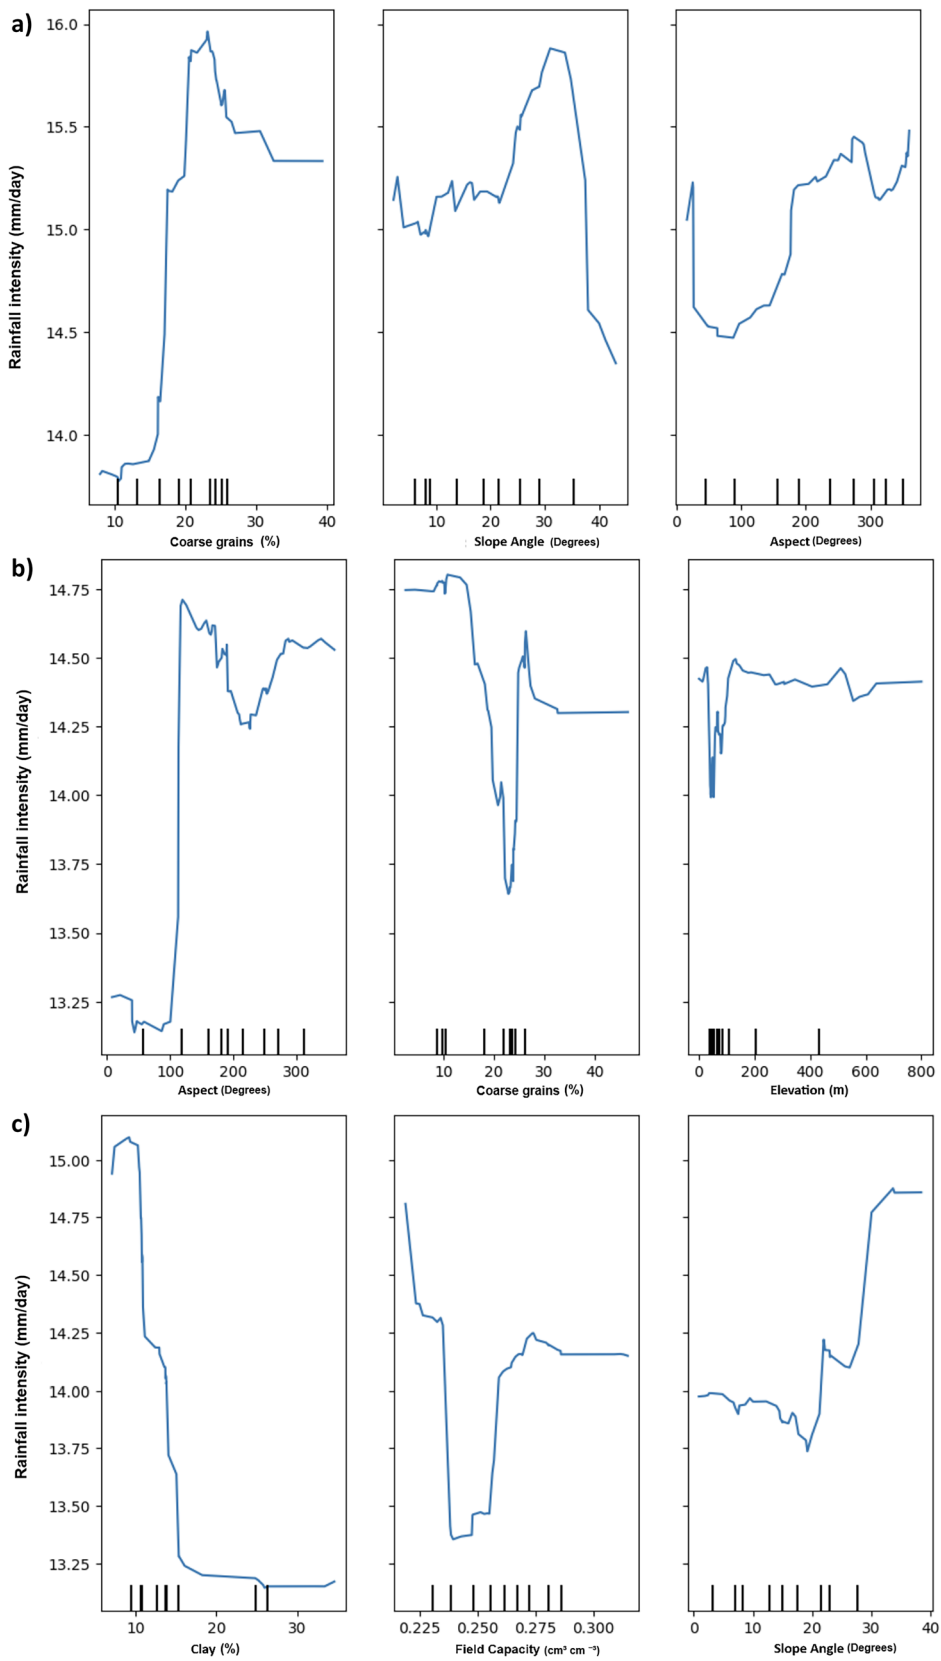 a)
16.0
15.5
15.0
14.5
14.0
Rainfall intensity (mm/day)
10 20 30 40
Coarse grains (%)
10 20 30 40
Slope Angle (Degrees)
0 100 200 300
Aspect (Degrees)
b)
14.75
14.50
14.25
14.00
13.75
13.50
13.25
Rainfall intensity (mm/day)
0 100 200 300
Aspect (Degrees)
10 20 30 40
Coarse grains (%)
0 200 400 600 800
Elevation (m)
c)
15.00
14.75
14.50
14.25
14.00
13.75
13.50
13.25
Rainfall intensity (mm/day)
10 20 30
Clay (%)
0.225 0.250 0.275 0.300
Field Capacity (cm³ cm ⁻³)
0 10 20 30 40
Slope Angle (Degrees)